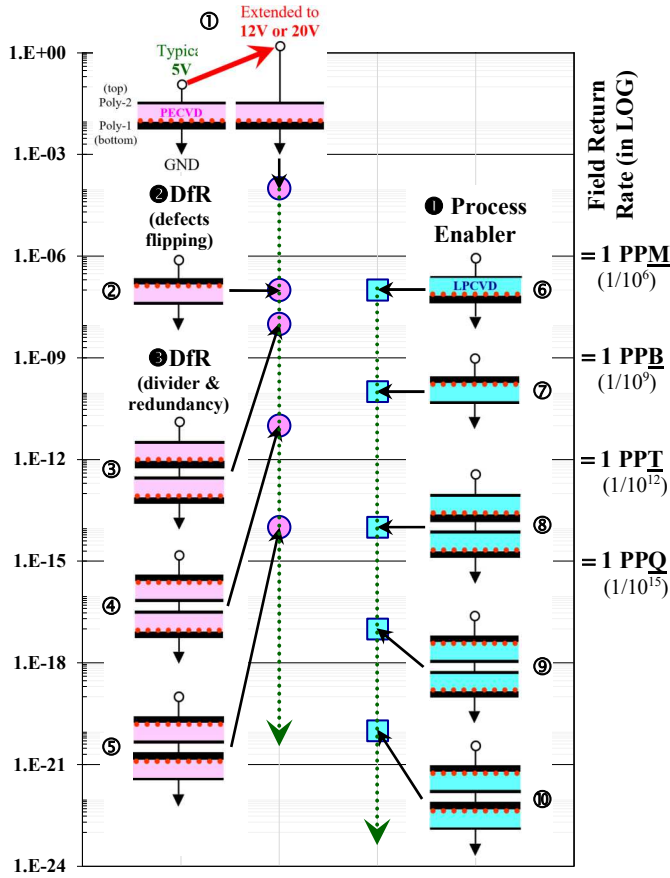 ①
Extended to
12V or 20V
1.E+00
Typica
5V
(top)
Poly-2
PECVD
Poly-1
(bottom)
GND
1.E-03
Field Return
Rate (in LOG)
❷DfR
(defects
flipping)
❶ Process
Enabler
1.E-06
= 1 PPM
(1/10⁶)
②
LPCVD
⑥
❸DfR
(divider &
redundancy)
1.E-09
= 1 PPB
(1/10⁹)
⑦
③
1.E-12
= 1 PPT
(1/10¹²)
⑧
④
1.E-15
= 1 PPQ
(1/10¹⁵)
1.E-18
⑨
⑤
1.E-21
⑩
1.E-24